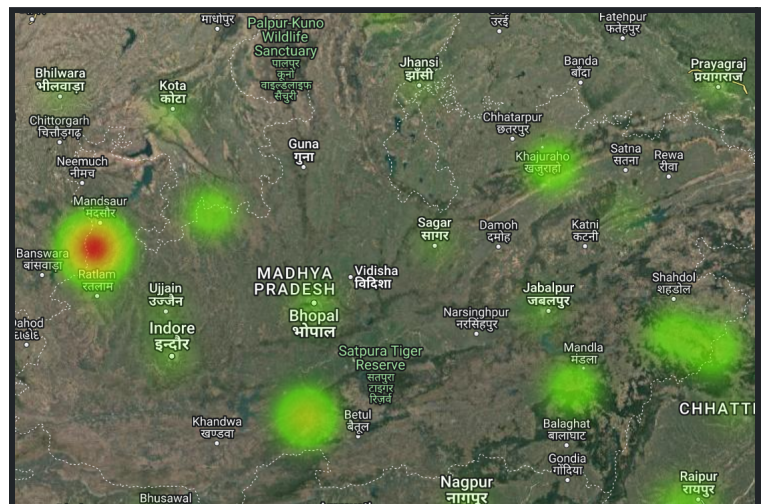 माधोपुर
Palpur-Kuno
Wildlife
Sanctuary
पालपुर
कूनो
वाइल्डलाइफ
सैंचुरी
उरई
Fatehpur
फतेहपुर
Bhilwara
भीलवाड़ा
Kota
कोटा
Jhansi
झाँसी
Banda
बाँदा
Prayagraj
प्रयागराज
Chittorgarh
चित्तौड़गढ़
Chhatarpur
छतरपुर
Guna
गुना
Neemuch
नीमच
Khajuraho
खजुराहो
Satna
सतना
Rewa
रीवा
Mandsaur
मंदसौर
Sagar
सागर
Damoh
दमोह
Katni
कटनी
Banswara
बांसवाड़ा
Ratlam
रतलाम
MADHYA
PRADESH
Vidisha
विदिशा
Ujjain
उज्जैन
Bhopal
भोपाल
Jabalpur
जबलपुर
Shahdol
शहडोल
Indore
इन्दौर
Narsinghpur
नरसिंहपुर
Satpura Tiger
Reserve
सतपुरा
टाइगर
रिज़र्व
Mandla
मंडला
Khandwa
खण्डवा
Betul
बैतूल
CHHATTI
Balaghat
बालाघाट
Gondia
गोंदिया
Nagpur
नागपुर
Raipur
रायपुर
Bhusawal